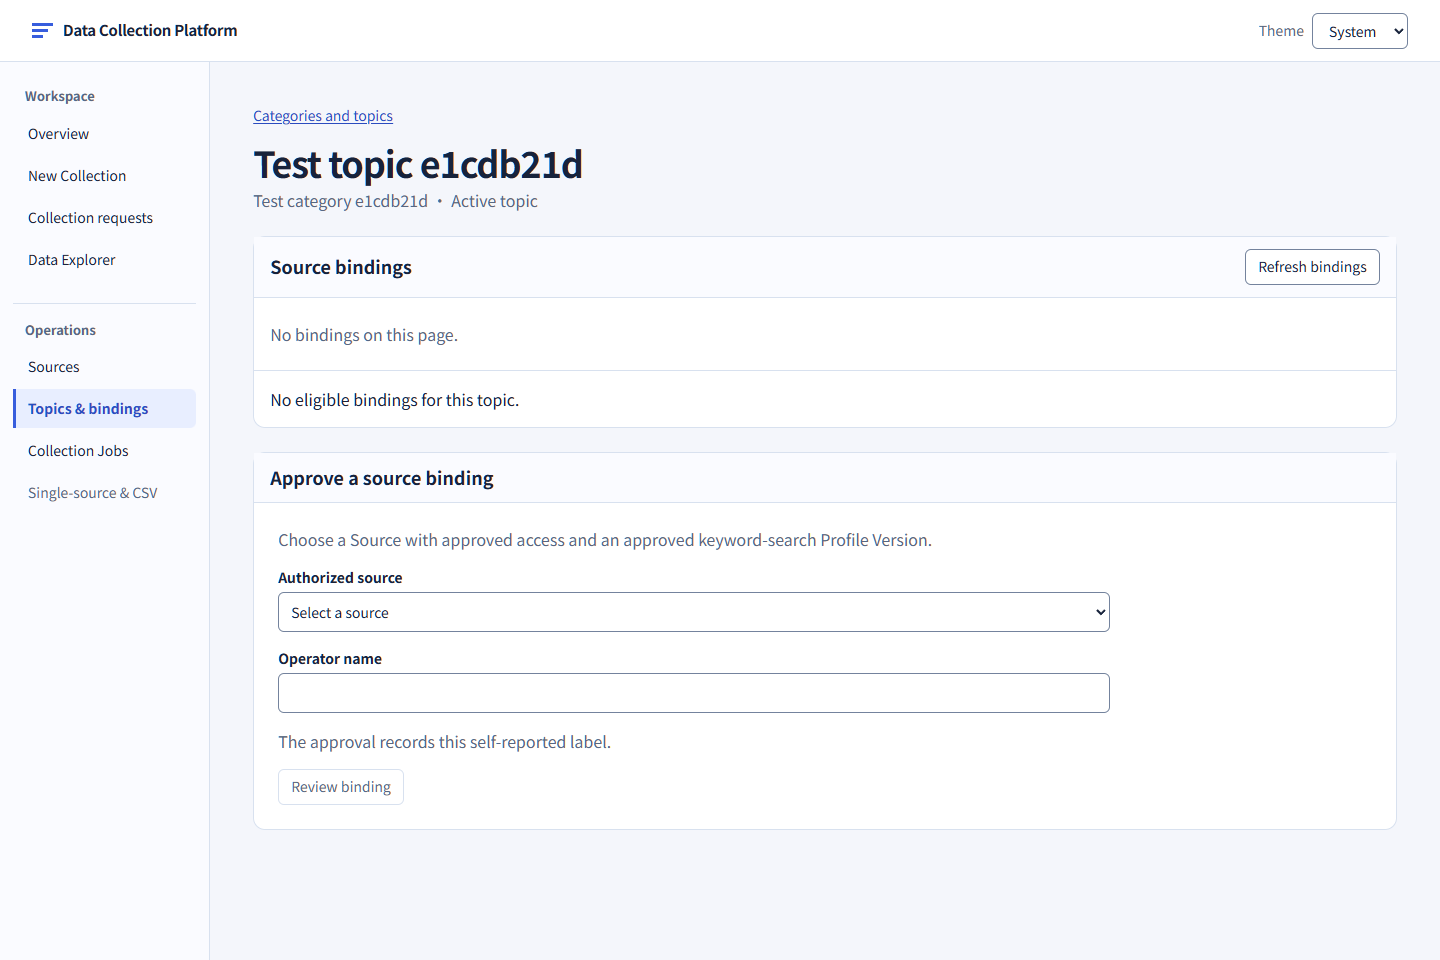 Data Collection Platform
Theme
System
Workspace
Overview
New Collection
Collection requests
Data Explorer
Operations
Sources
Topics & bindings
Collection Jobs
Single-source & CSV
Categories and topics
Test topic e1cdb21d
Test category e1cdb21d • Active topic
Source bindings
Refresh bindings
No bindings on this page.
No eligible bindings for this topic.
Approve a source binding
Choose a Source with approved access and an approved keyword-search Profile Version.
Authorized source
Select a source
Operator name
The approval records this self-reported label.
Review binding